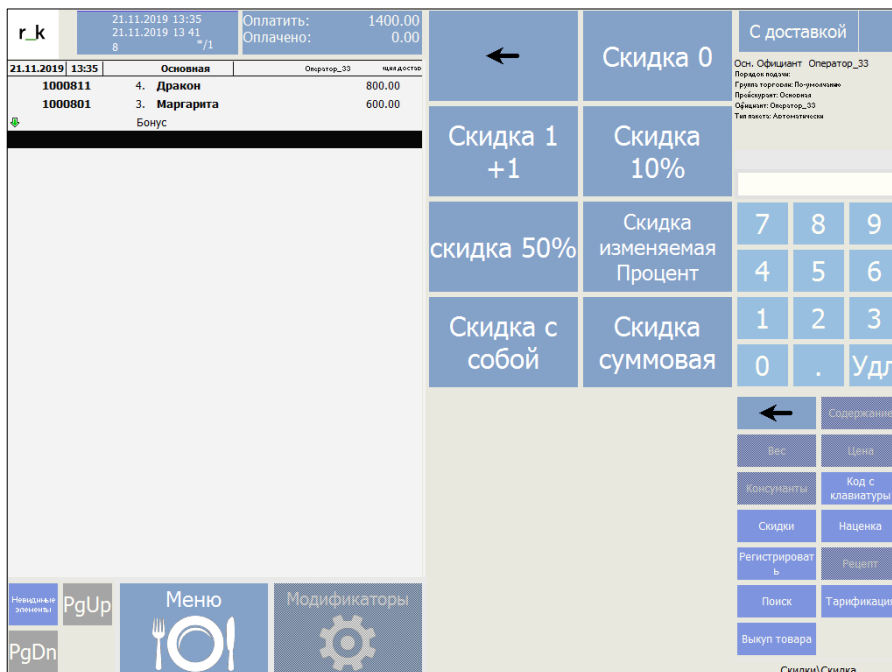 r_k
21.11.2019 13:35
21.11.2019 13 41
8 */1
Оплатить: 1400.00
Оплачено: 0.00
21.11.2019 13:35 Основная Оператор_33
1000811 4. Дракон 800.00
1000801 3. Маргарита 600.00
Бонус
Скидка 0
Скидка 1
+1
Скидка
10%
скидка 50%
Скидка
изменяемая
Процент
Скидка с
собой
Скидка
суммовая
С доставкой
Осн. Официант Оператор_33
Порядок подачи:
Группа торговли: По-умолчанию
Прейскурант: Основная
Официант: Оператор_33
Тип пакета: Автоматически
7 8 9
4 5 6
1 2 3
0 . Удл
Содержание
Вес Цена
Консуманты Код с
клавиатуры
Скидки Наценка
Регистрироват
ь
Рецепт
Поиск Тарификаци
Выкуп товара
Скидки\Скидка
Невидимые
элементы
PgUp
PgDn
Меню
Модификаторы